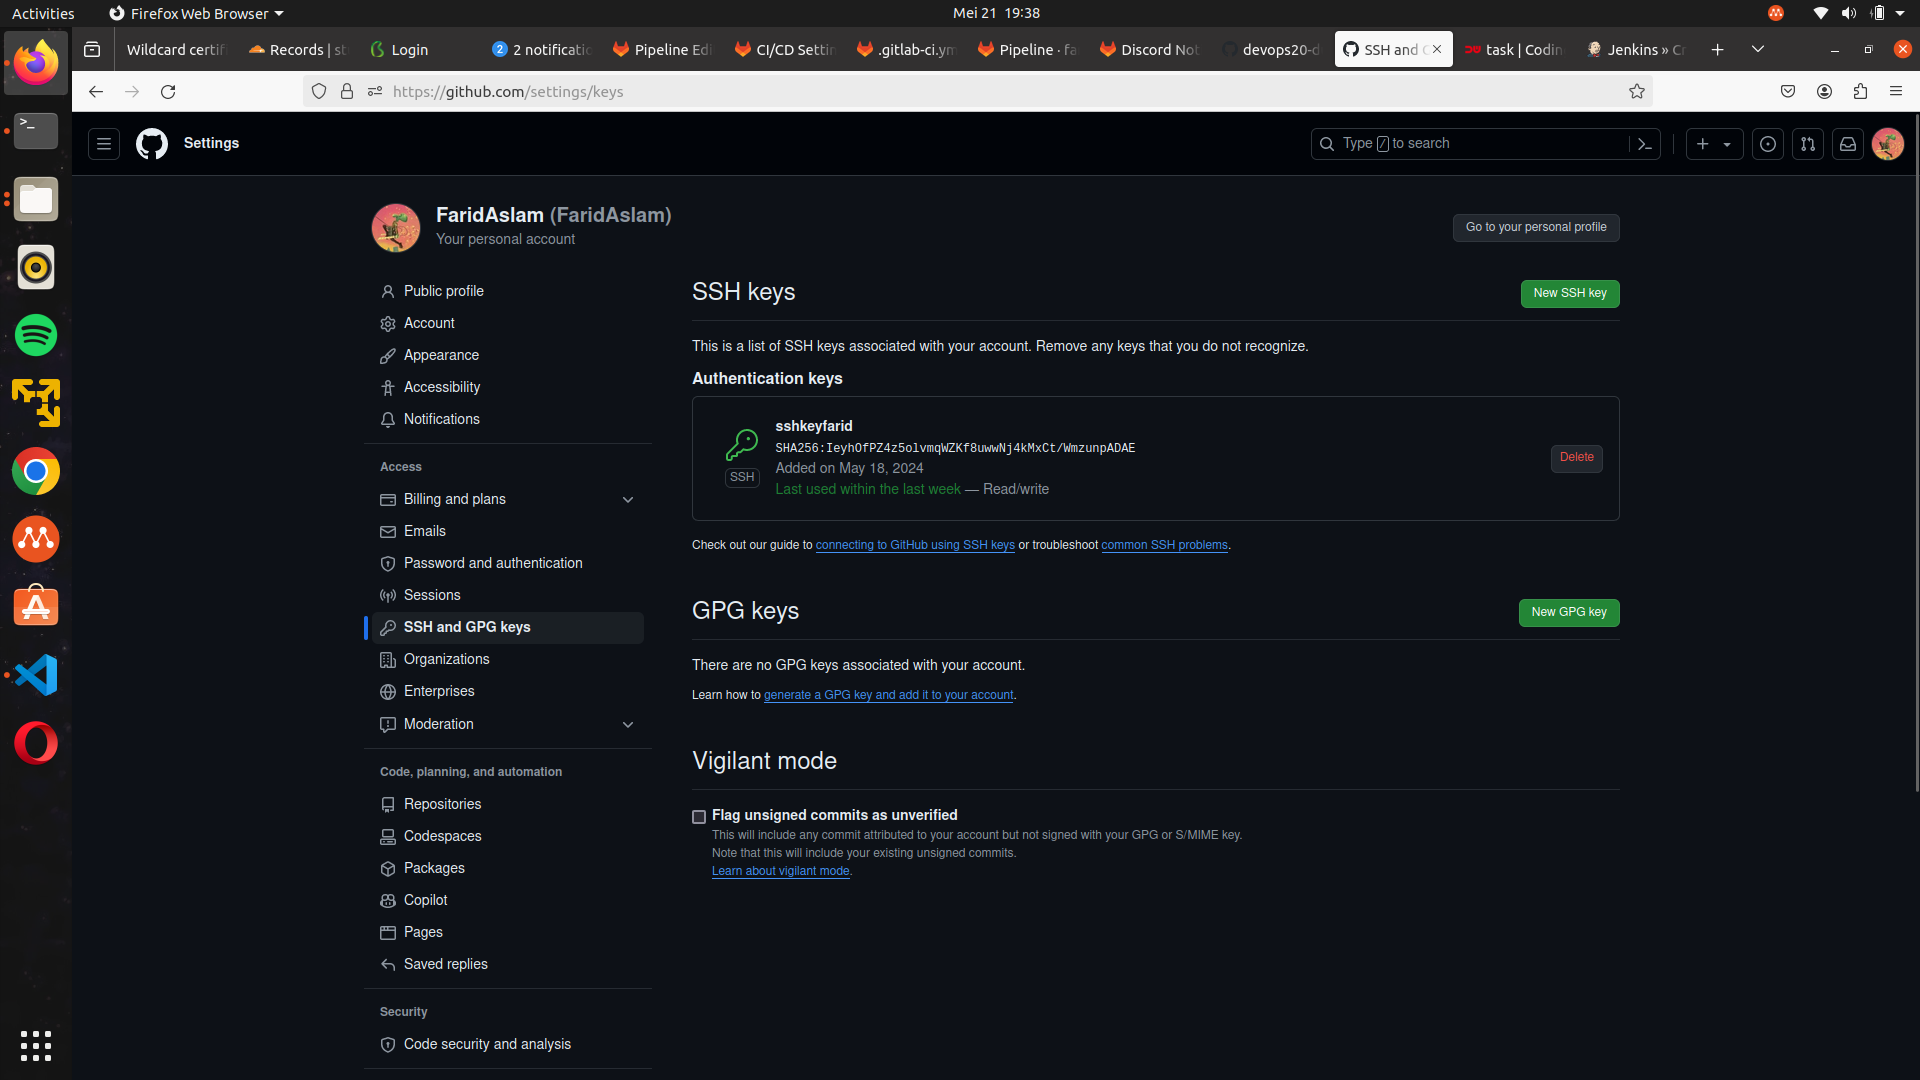 Activities
Firefox Web Browser
Mei 21 19:38
Wildcard certif
Records | st
Login
2 notificatio
Pipeline Edi
CI/CD Settin
.gitlab-ci.ym
Pipeline · fa
Discord Not
devops20-d
SSH and G
task | Codin
Jenkins » Cr
https://github.com/settings/keys
Settings
Type / to search
FaridAslam (FaridAslam)
Your personal account
Go to your personal profile
Public profile
Account
Appearance
Accessibility
Notifications
Access
Billing and plans
Emails
Password and authentication
Sessions
SSH and GPG keys
Organizations
Enterprises
Moderation
Code, planning, and automation
Repositories
Codespaces
Packages
Copilot
Pages
Saved replies
Security
Code security and analysis
SSH keys
New SSH key
This is a list of SSH keys associated with your account. Remove any keys that you do not recognize.
Authentication keys
sshkeyfarid
SHA256:IeyhOfPZ4z5olvmqWZKf8uwwNj4kMxCt/WmzunpADAE
Added on May 18, 2024
Last used within the last week — Read/write
SSH
Delete
Check out our guide to connecting to GitHub using SSH keys or troubleshoot common SSH problems.
GPG keys
New GPG key
There are no GPG keys associated with your account.
Learn how to generate a GPG key and add it to your account.
Vigilant mode
Flag unsigned commits as unverified
This will include any commit attributed to your account but not signed with your GPG or S/MIME key.
Note that this will include your existing unsigned commits.
Learn about vigilant mode.